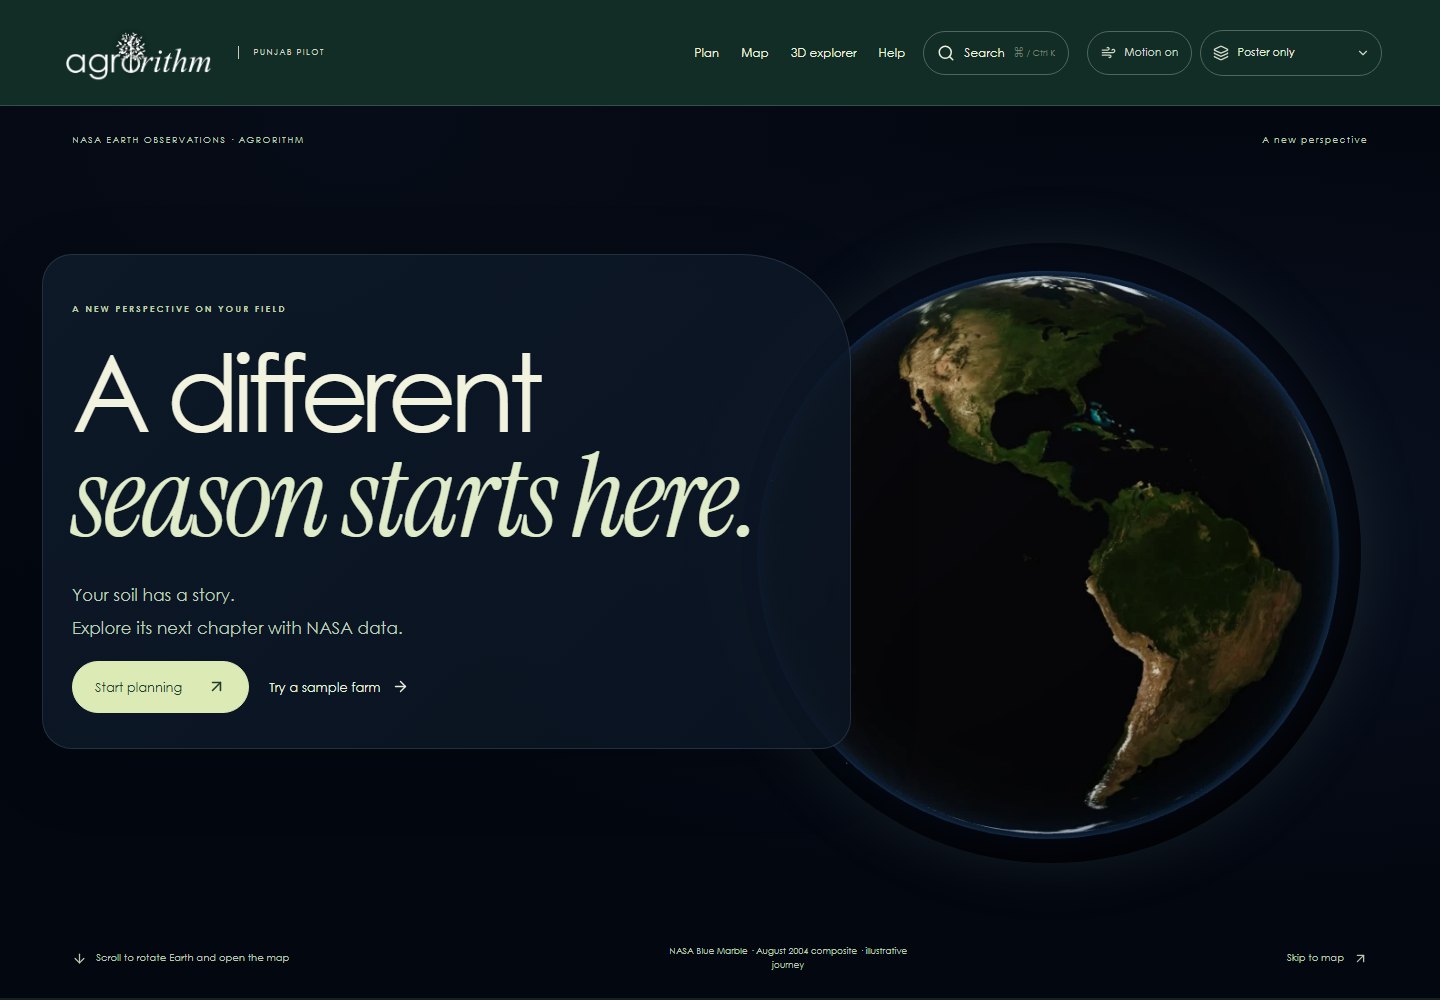 agrorithm
PUNJAB PILOT
Plan
Map
3D explorer
Help
Search ⌘ / Ctrl K
Motion on
Poster only
NASA EARTH OBSERVATIONS · AGRORITHM
A new perspective
A NEW PERSPECTIVE ON YOUR FIELD
A different
season starts here.
Your soil has a story.
Explore its next chapter with NASA data.
Start planning
Try a sample farm
Scroll to rotate Earth and open the map
NASA Blue Marble · August 2004 composite · illustrative
journey
Skip to map